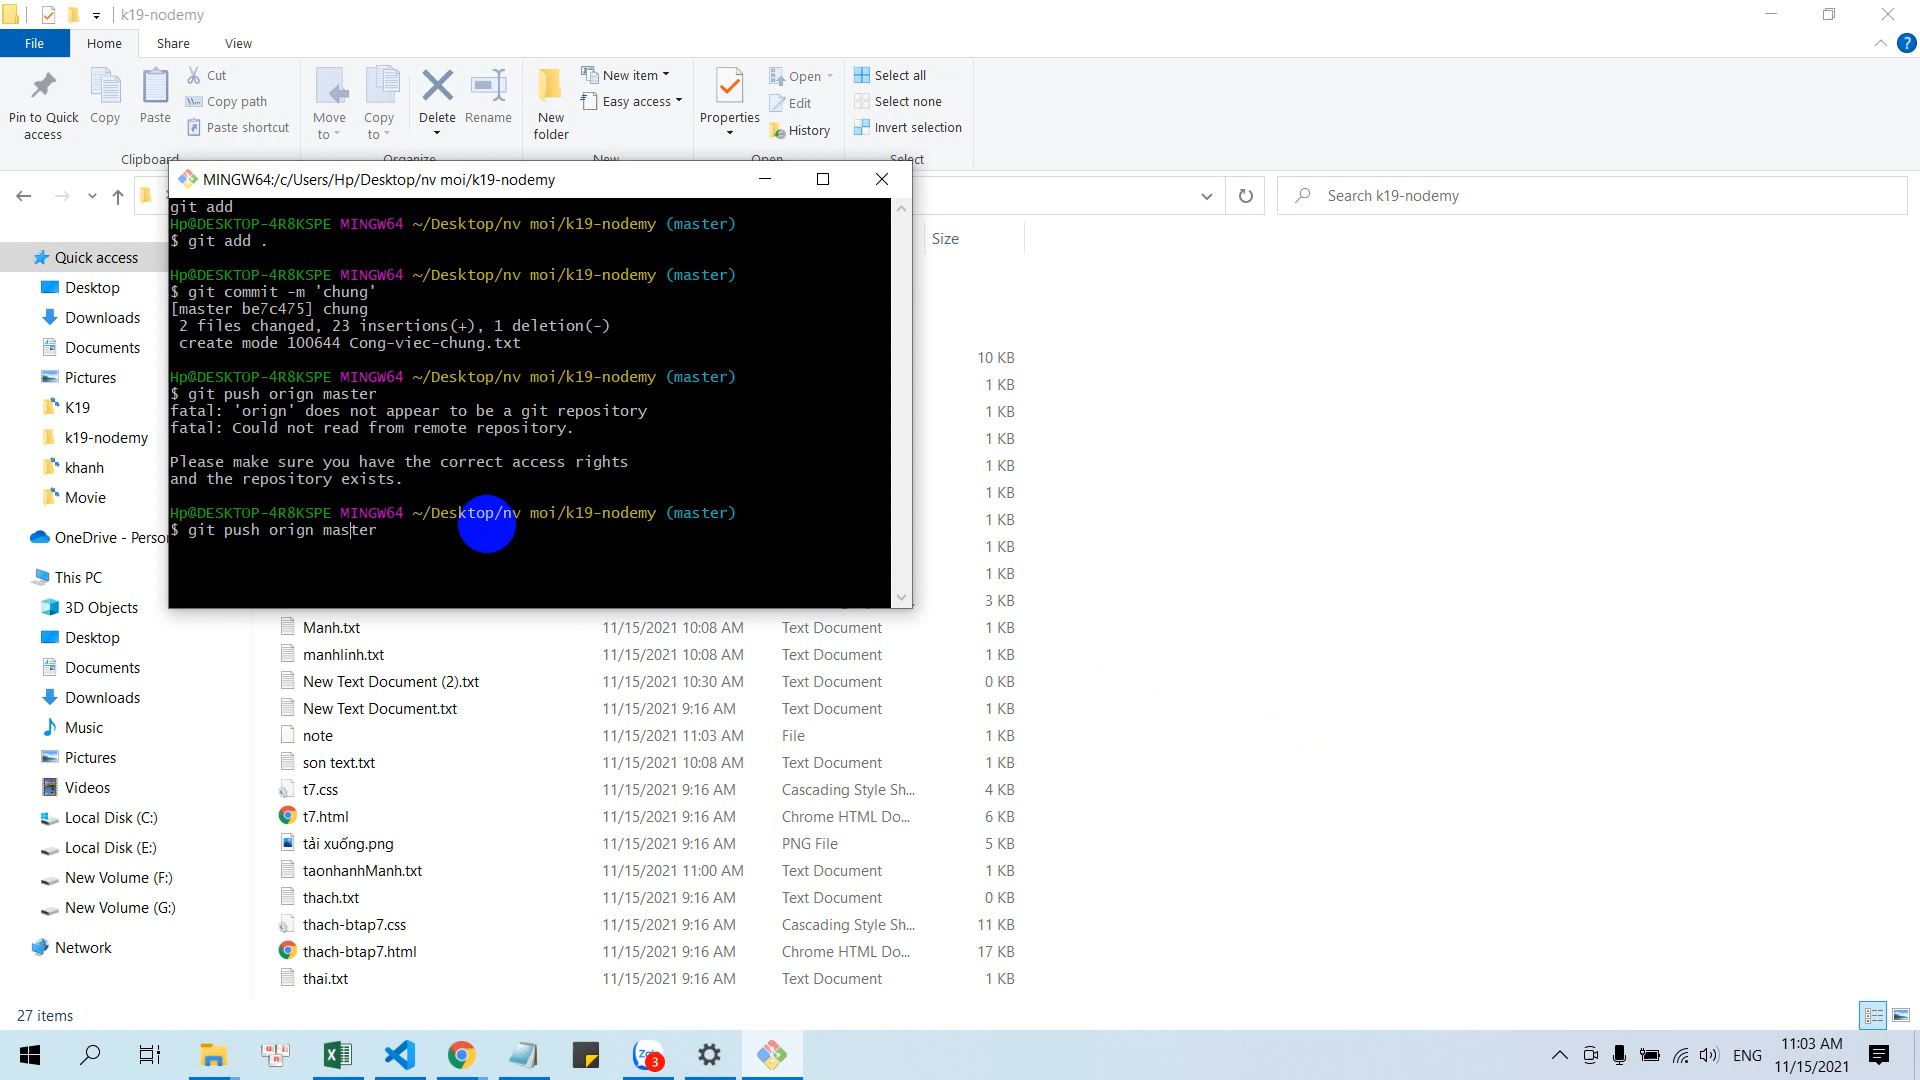 k19-nodemy
File
Home
Share
View
Pin to Quick access
Copy
Paste
Cut
Copy path
Paste shortcut
Clipboard
Move to
Copy to
Delete
Rename
Organize
New folder
New item
Easy access
New
Properties
Open
Edit
History
Open
Select all
Select none
Invert selection
Select
Search k19-nodemy
MINGW64:/c/Users/Hp/Desktop/nv moi/k19-nodemy
git add
Hp@DESKTOP-4R8KSPE MINGW64 ~/Desktop/nv moi/k19-nodemy (master)
$ git add .
Hp@DESKTOP-4R8KSPE MINGW64 ~/Desktop/nv moi/k19-nodemy (master)
$ git commit -m 'chung'
[master be7c475] chung
2 files changed, 23 insertions(+), 1 deletion(-)
create mode 100644 Cong-viec-chung.txt
Hp@DESKTOP-4R8KSPE MINGW64 ~/Desktop/nv moi/k19-nodemy (master)
$ git push orign master
fatal: 'orign' does not appear to be a git repository
fatal: Could not read from remote repository.
Please make sure you have the correct access rights
and the repository exists.
Hp@DESKTOP-4R8KSPE MINGW64 ~/Desktop/nv moi/k19-nodemy (master)
$ git push orign master
Quick access
Desktop
Downloads
Documents
Pictures
K19
k19-nodemy
khanh
Movie
OneDrive - Perso
This PC
3D Objects
Desktop
Documents
Downloads
Music
Pictures
Videos
Local Disk (C:)
Local Disk (E:)
New Volume (F:)
New Volume (G:)
Network
Size
10 KB
1 KB
1 KB
1 KB
1 KB
1 KB
1 KB
1 KB
1 KB
3 KB
Manh.txt 11/15/2021 10:08 AM Text Document 1 KB
manhlinh.txt 11/15/2021 10:08 AM Text Document 1 KB
New Text Document (2).txt 11/15/2021 10:30 AM Text Document 0 KB
New Text Document.txt 11/15/2021 9:16 AM Text Document 1 KB
note 11/15/2021 11:03 AM File 1 KB
son text.txt 11/15/2021 10:08 AM Text Document 1 KB
t7.css 11/15/2021 9:16 AM Cascading Style Sh... 4 KB
t7.html 11/15/2021 9:16 AM Chrome HTML Do... 6 KB
tải xuống.png 11/15/2021 9:16 AM PNG File 5 KB
taonhanhManh.txt 11/15/2021 11:00 AM Text Document 1 KB
thach.txt 11/15/2021 9:16 AM Text Document 0 KB
thach-btap7.css 11/15/2021 9:16 AM Cascading Style Sh... 11 KB
thach-btap7.html 11/15/2021 9:16 AM Chrome HTML Do... 17 KB
thai.txt 11/15/2021 9:16 AM Text Document 1 KB
27 items
3
ENG
11:03 AM
11/15/2021